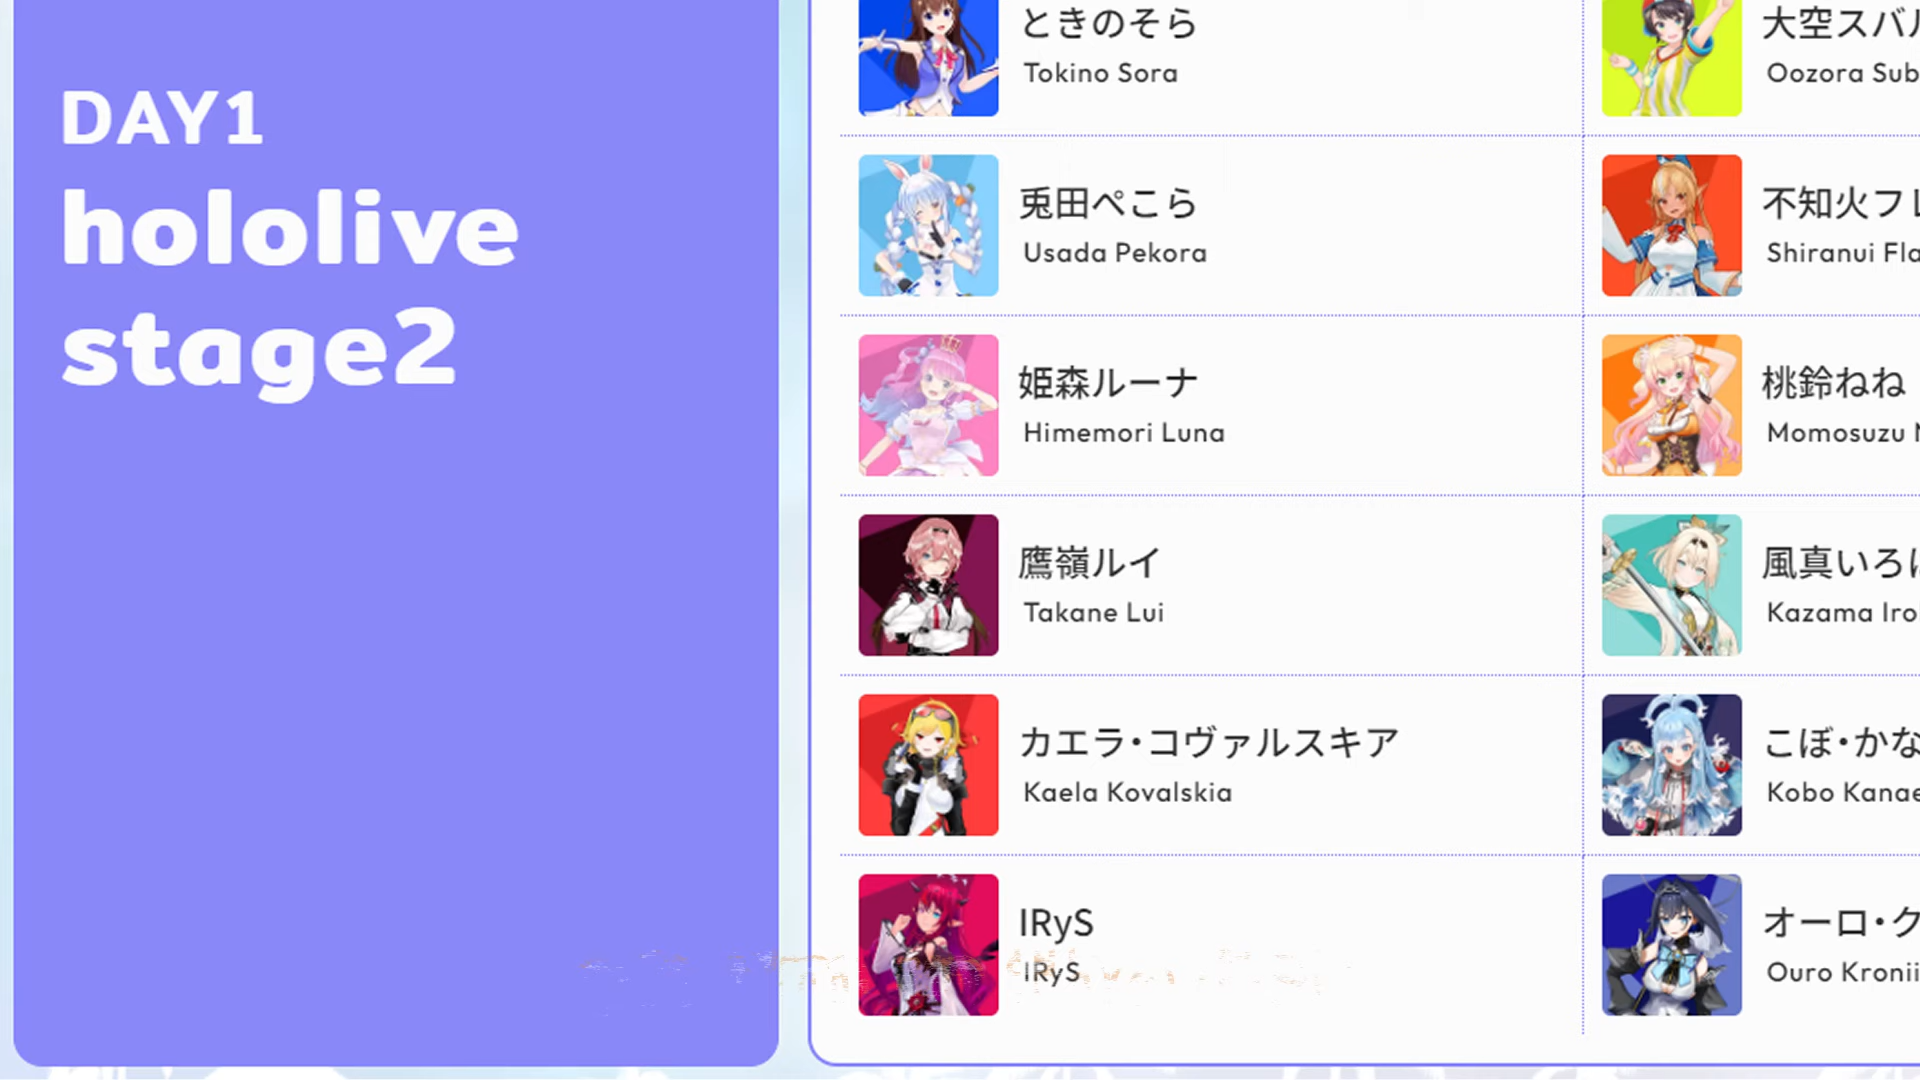 DAY1
hololive
stage2
ときのそら
Tokino Sora
大空スバル
Oozora Sub
兎田ぺこら
Usada Pekora
不知火フレ
Shiranui Fla
姫森ルーナ
Himemori Luna
桃鈴ねね
Momosuzu N
鷹嶺ルイ
Takane Lui
風真いろは
Kazama Iro
カエラ・コヴァルスキア
Kaela Kovalskia
こぼ・かな
Kobo Kanae
IRyS
IRyS
オーロ・ク
Ouro Kronii